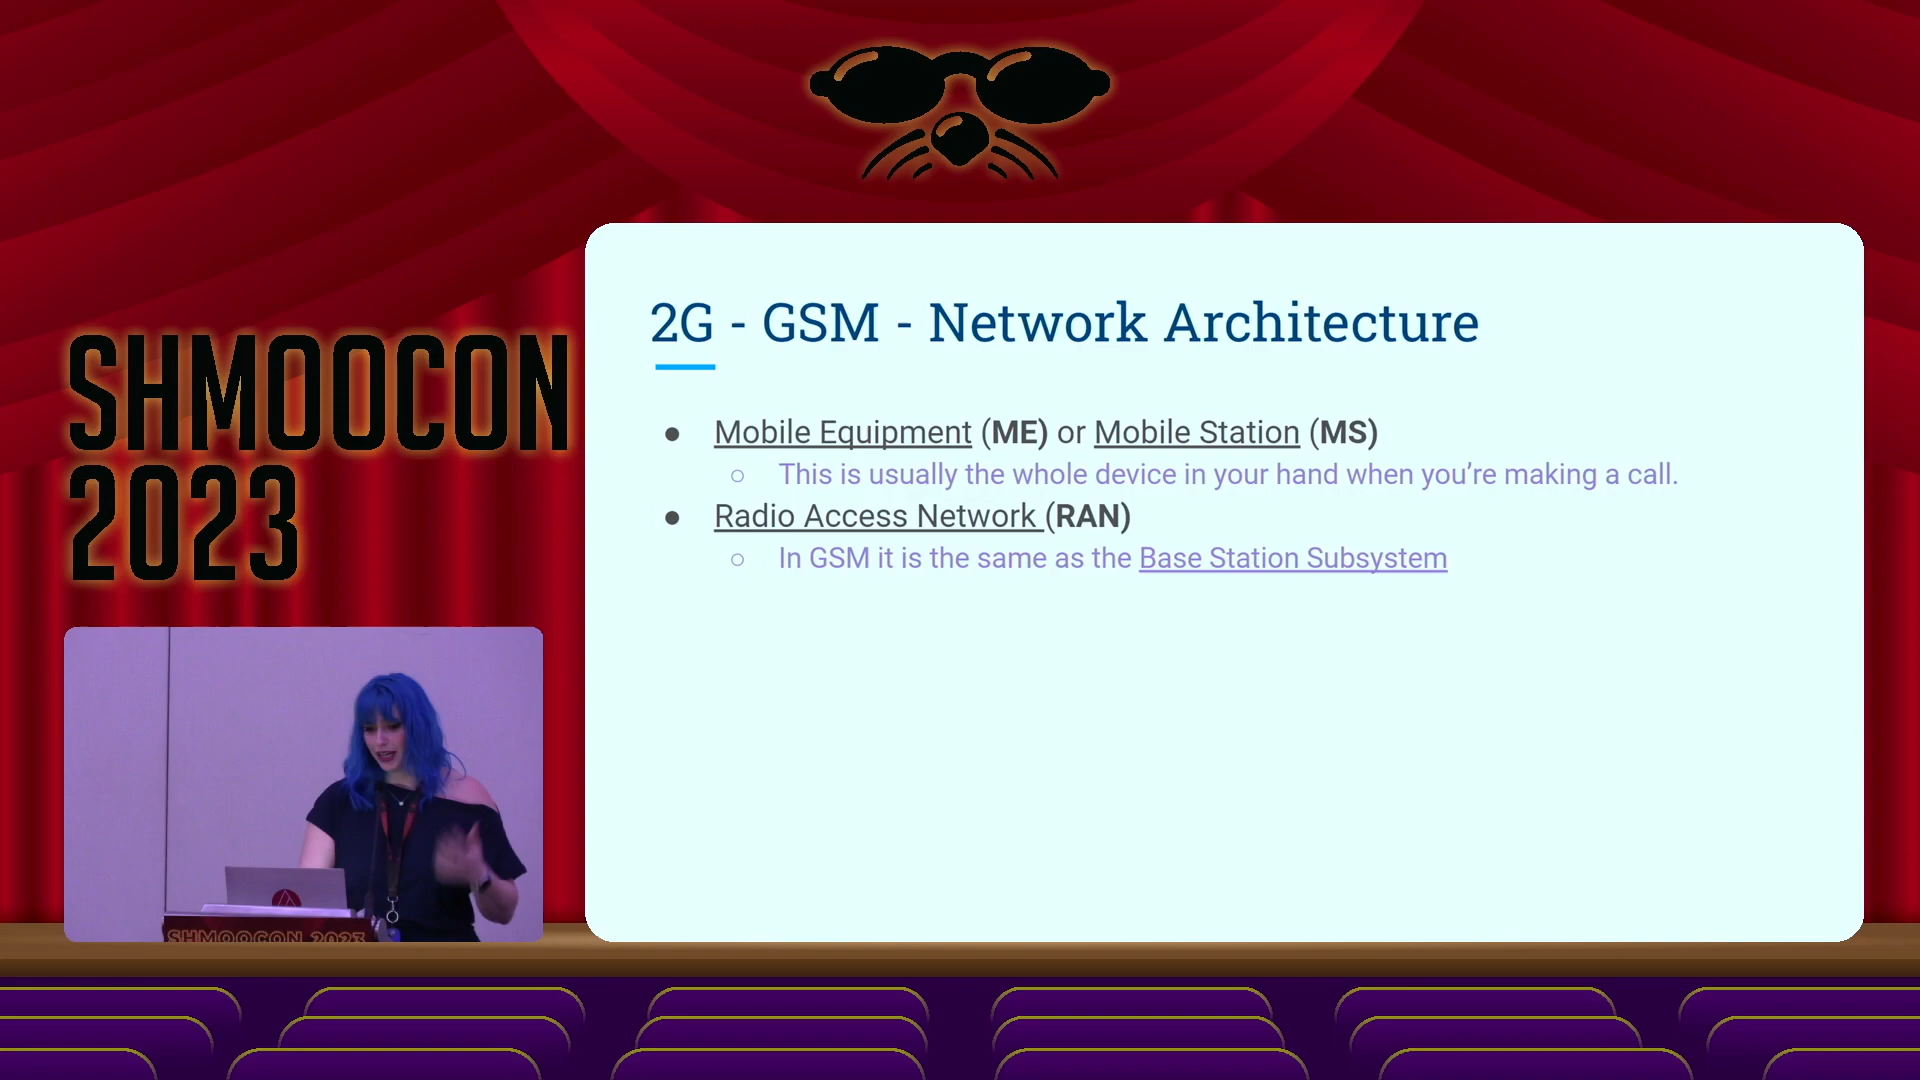 SHMOOCON
2023
2G - GSM - Network Architecture
● Mobile Equipment (ME) or Mobile Station (MS)
○ This is usually the whole device in your hand when you’re making a call.
● Radio Access Network (RAN)
○ In GSM it is the same as the Base Station Subsystem
SHMOOCON 2023